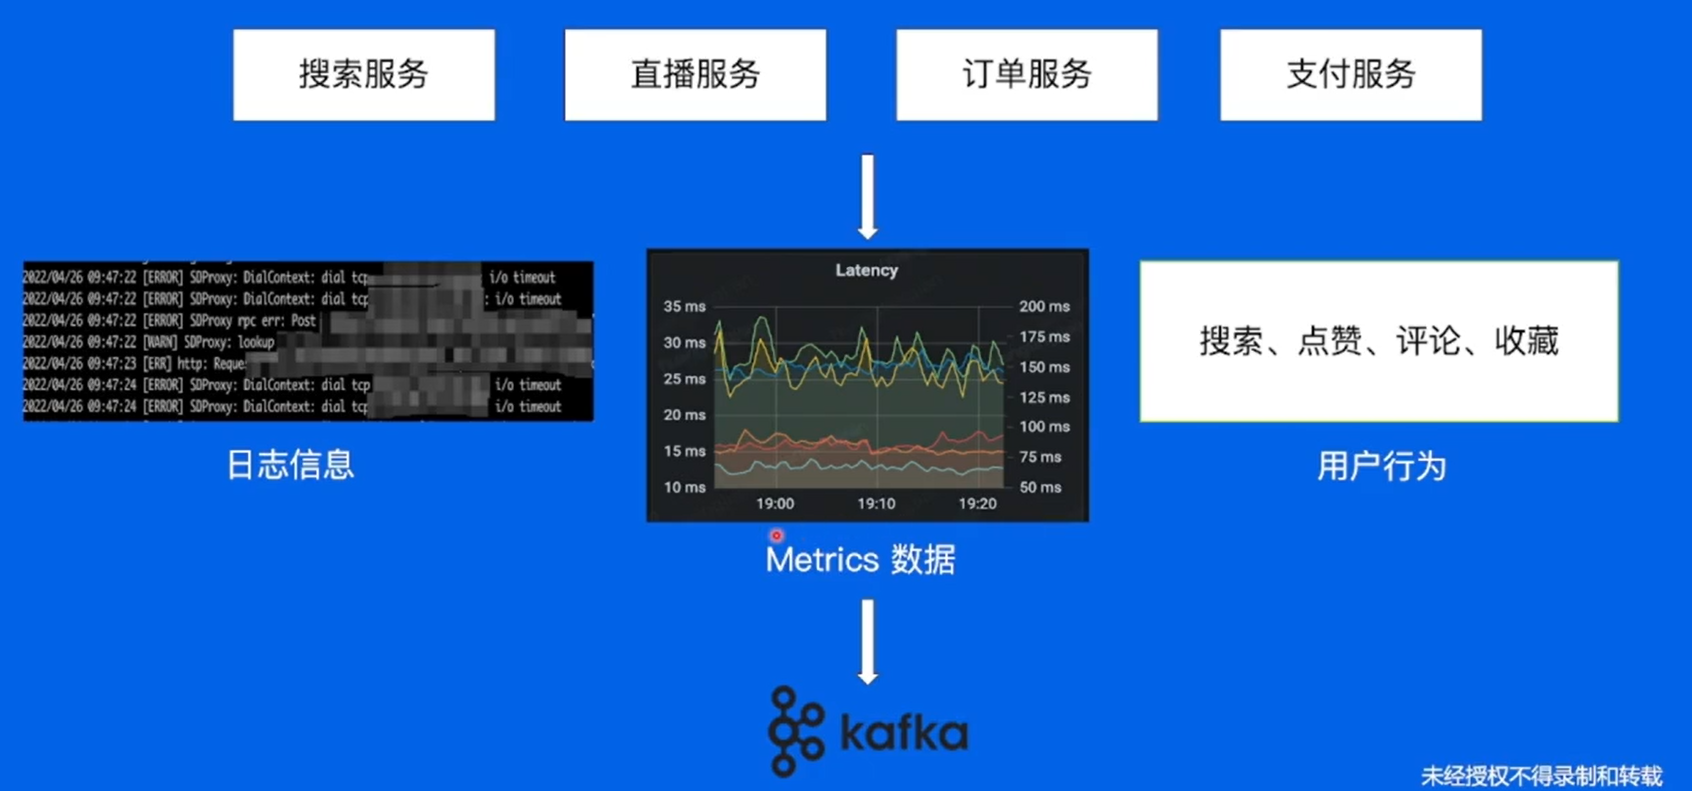 搜索服务
直播服务
订单服务
支付服务
2022/04/26 09:47:22 [ERROR] SDProxy: DialContext: dial tcp i/o timeout
2022/04/26 09:47:22 [ERROR] SDProxy: DialContext: dial tcp : i/o timeout
2022/04/26 09:47:22 [ERROR] SDProxy rpc err: Post
2022/04/26 09:47:22 [WARN] SDProxy: lookup
2022/04/26 09:47:23 [ERR] http: Reque
2022/04/26 09:47:24 [ERROR] SDProxy: DialContext: dial tcp i/o timeout
2022/04/26 09:47:24 [ERROR] SDProxy: DialContext: dial tcp i/o timeout
日志信息
Latency
35 ms 200 ms
30 ms 175 ms
25 ms 150 ms
20 ms 125 ms
15 ms 100 ms
10 ms 75 ms
50 ms
19:00 19:10 19:20
Metrics 数据
搜索、点赞、评论、收藏
用户行为
kafka
未经授权不得录制和转载